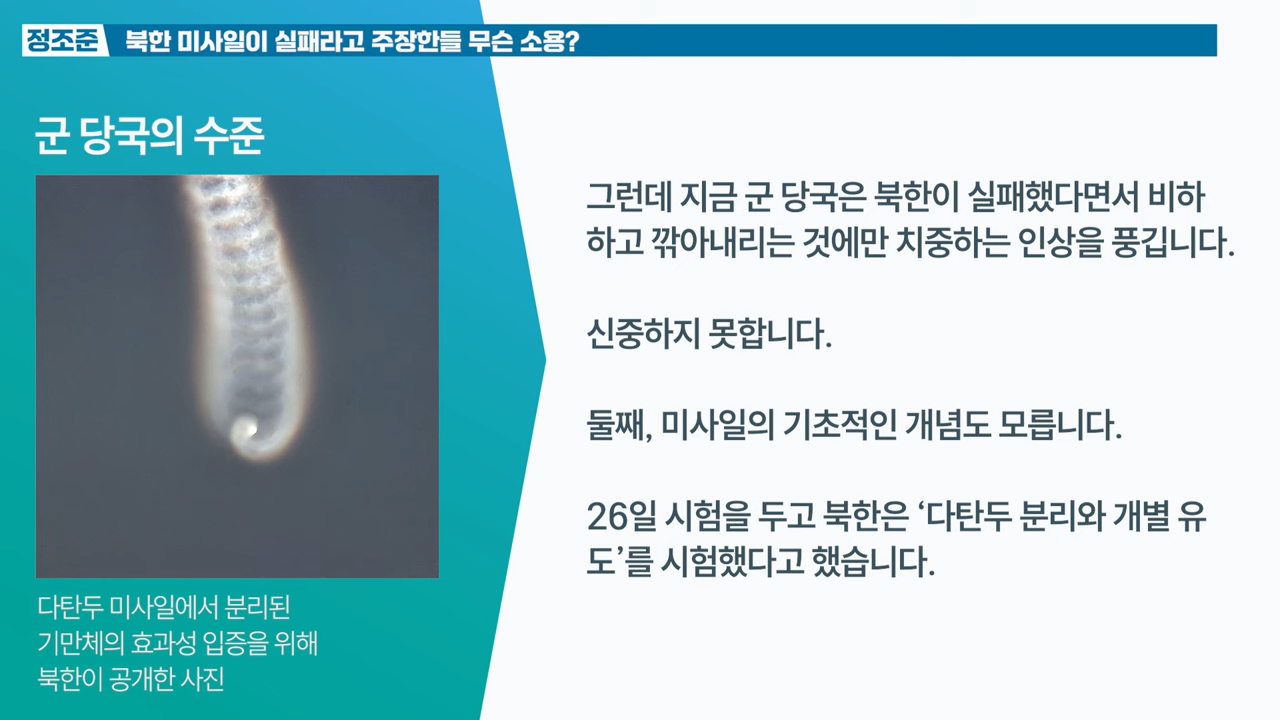 정조준 북한 미사일이 실패라고 주장한들 무슨 소용?
군 당국의 수준
다탄두 미사일에서 분리된
기만체의 효과성 입증을 위해
북한이 공개한 사진
그런데 지금 군 당국은 북한이 실패했다면서 비하
하고 깎아내리는 것에만 치중하는 인상을 풍깁니다.
신중하지 못합니다.
둘째, 미사일의 기초적인 개념도 모릅니다.
26일 시험을 두고 북한은 ‘다탄두 분리와 개별 유
도’를 시험했다고 했습니다.